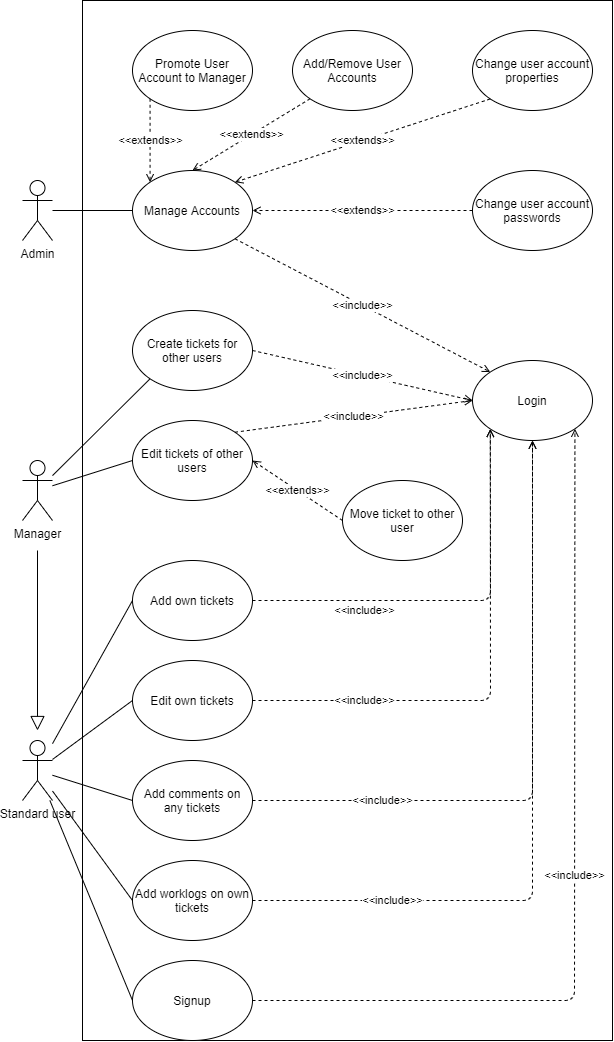 Promote User
Account to Manager
Add/Remove User
Accounts
Change user account
properties
<<extends>>
<<extends>>
<<extends>>
Admin
Manage Accounts
<<extends>>
Change user account
passwords
<<include>>
Create tickets for
other users
<<include>>
Login
<<include>>
Edit tickets of other
users
<<extends>>
Manager
Move ticket to other
user
Add own tickets
<<include>>
Edit own tickets
<<include>>
Standard user
Add comments on
any tickets
<<include>>
<<include>>
Add worklogs on own
tickets
<<include>>
Signup